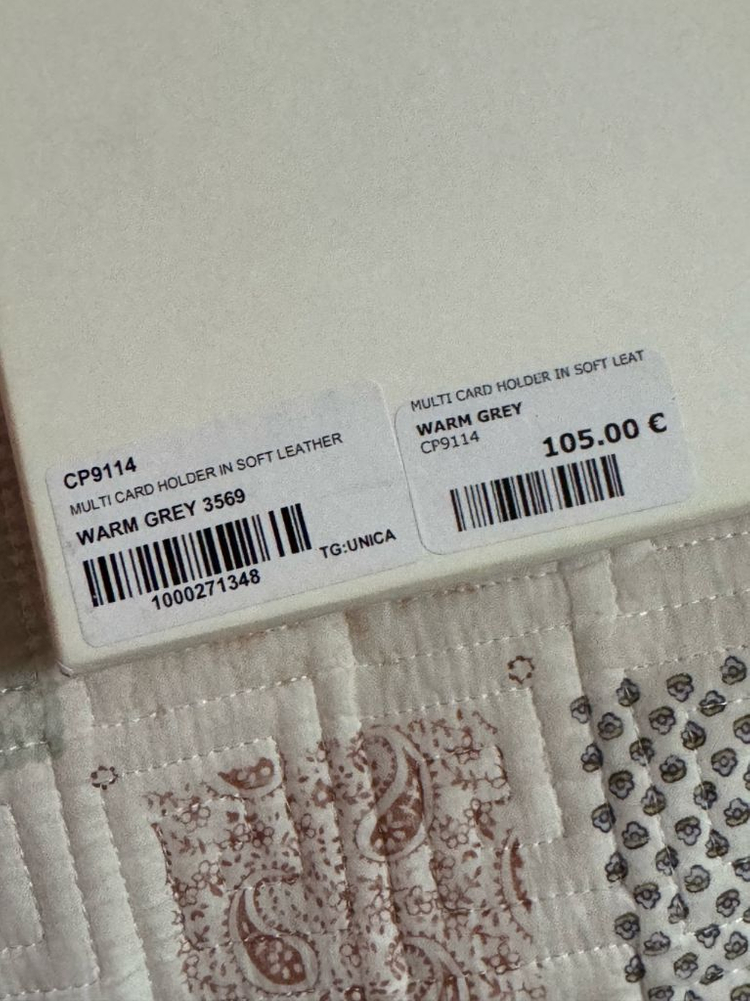 CP9114
MULTI CARD HOLDER IN SOFT LEATHER
WARM GREY 3569
1000271348
TG:UNICA
MULTI CARD HOLDER IN SOFT LEAT
WARM GREY
CP9114
105.00 €